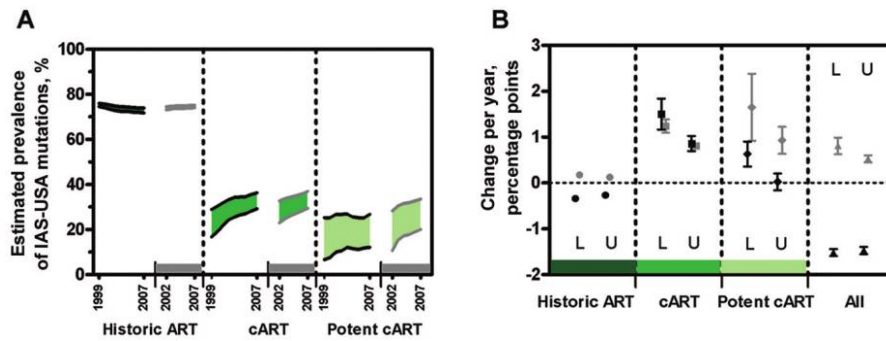 A
Estimated prevalence
of IAS-USA mutations, %
100
80
60
40
20
0
1999
2007
2002
2007
1999
2007
2002
2007
1999
2007
2002
2007
Historic ART
cART
Potent cART
B
Change per year,
percentage points
3
2
1
0
-1
-2
L U
L U
L U
L U
Historic ART
cART
Potent cART
All